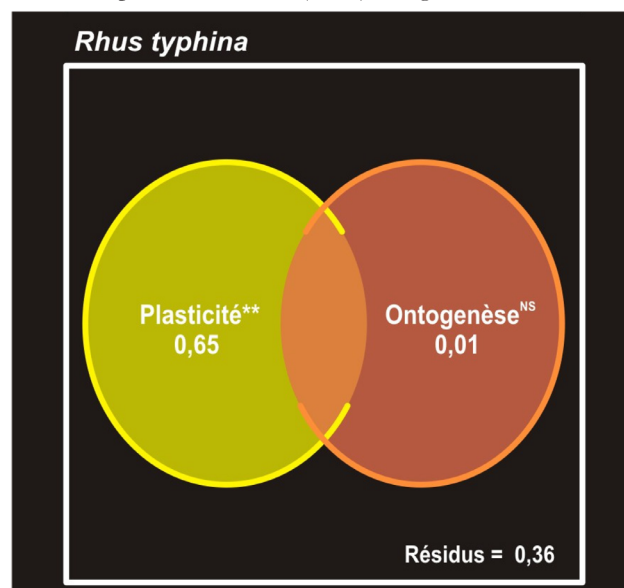 Rhus typhina
Plasticité**
0,65
Ontogenèse^NS
0,01
Résidus = 0,36